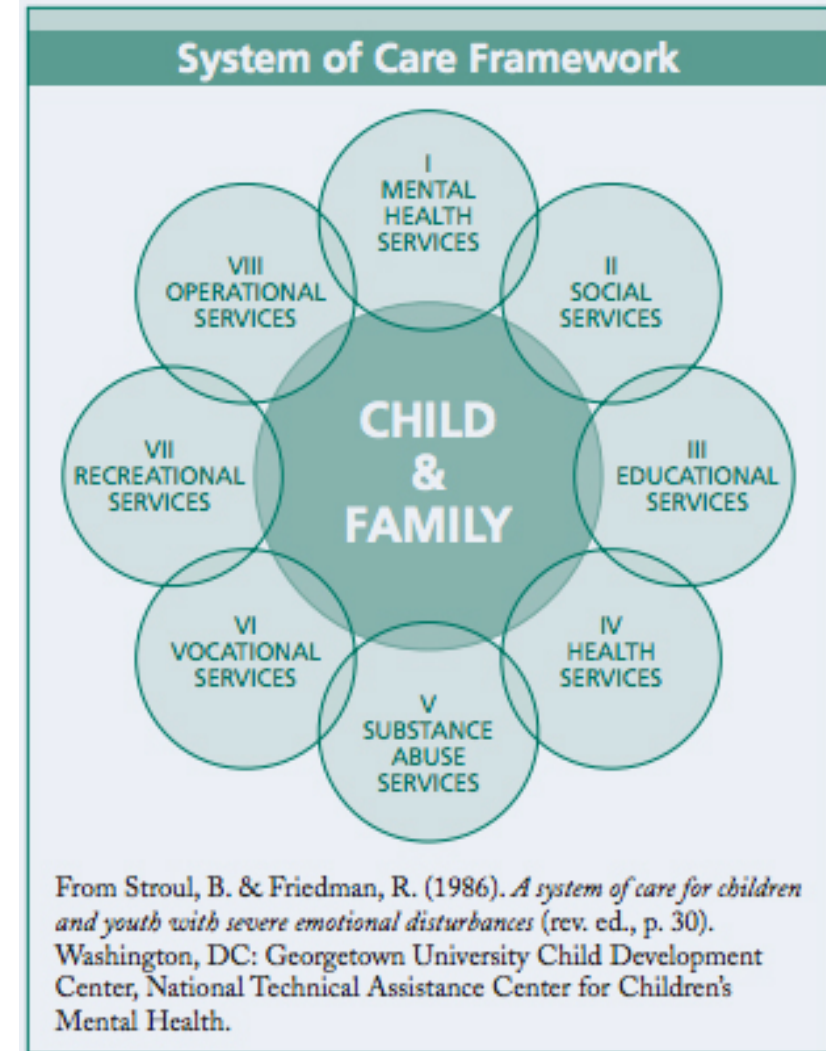 System of Care Framework
I
MENTAL
HEALTH
SERVICES
II
SOCIAL
SERVICES
III
EDUCATIONAL
SERVICES
IV
HEALTH
SERVICES
V
SUBSTANCE
ABUSE
SERVICES
VI
VOCATIONAL
SERVICES
VII
RECREATIONAL
SERVICES
VIII
OPERATIONAL
SERVICES
CHILD
&
FAMILY
From Stroul, B. & Friedman, R. (1986). A system of care for children
and youth with severe emotional disturbances (rev. ed., p. 30).
Washington, DC: Georgetown University Child Development
Center, National Technical Assistance Center for Children's
Mental Health.